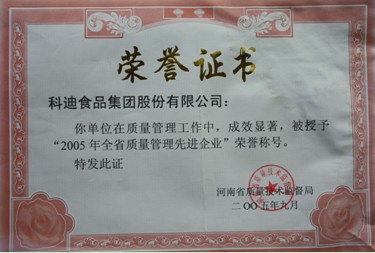 荣誉证书
科迪食品集团股份有限公司：
你单位在质量管理工作中，成效显著，被授予
“2005年全省质量管理先进企业”荣誉称号。
特发此证
河南省质量技术监督局
二〇〇五年九月